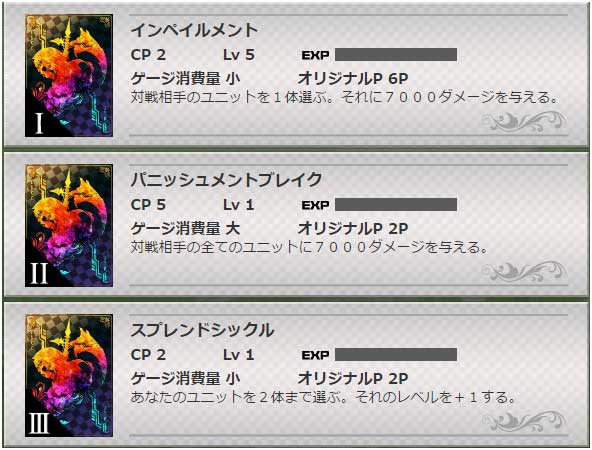 インペイルメント
CP 2 Lv 5 EXP
ゲージ消費量 小 オリジナルP 6P
対戦相手のユニットを１体選ぶ。それに７０００ダメージを与える。
I
パニッシュメントブレイク
CP 5 Lv 1 EXP
ゲージ消費量 大 オリジナルP 2P
対戦相手の全てのユニットに７０００ダメージを与える。
II
スプレンドシックル
CP 2 Lv 1 EXP
ゲージ消費量 小 オリジナルP 2P
あなたのユニットを２体まで選ぶ。それのレベルを＋１する。
III